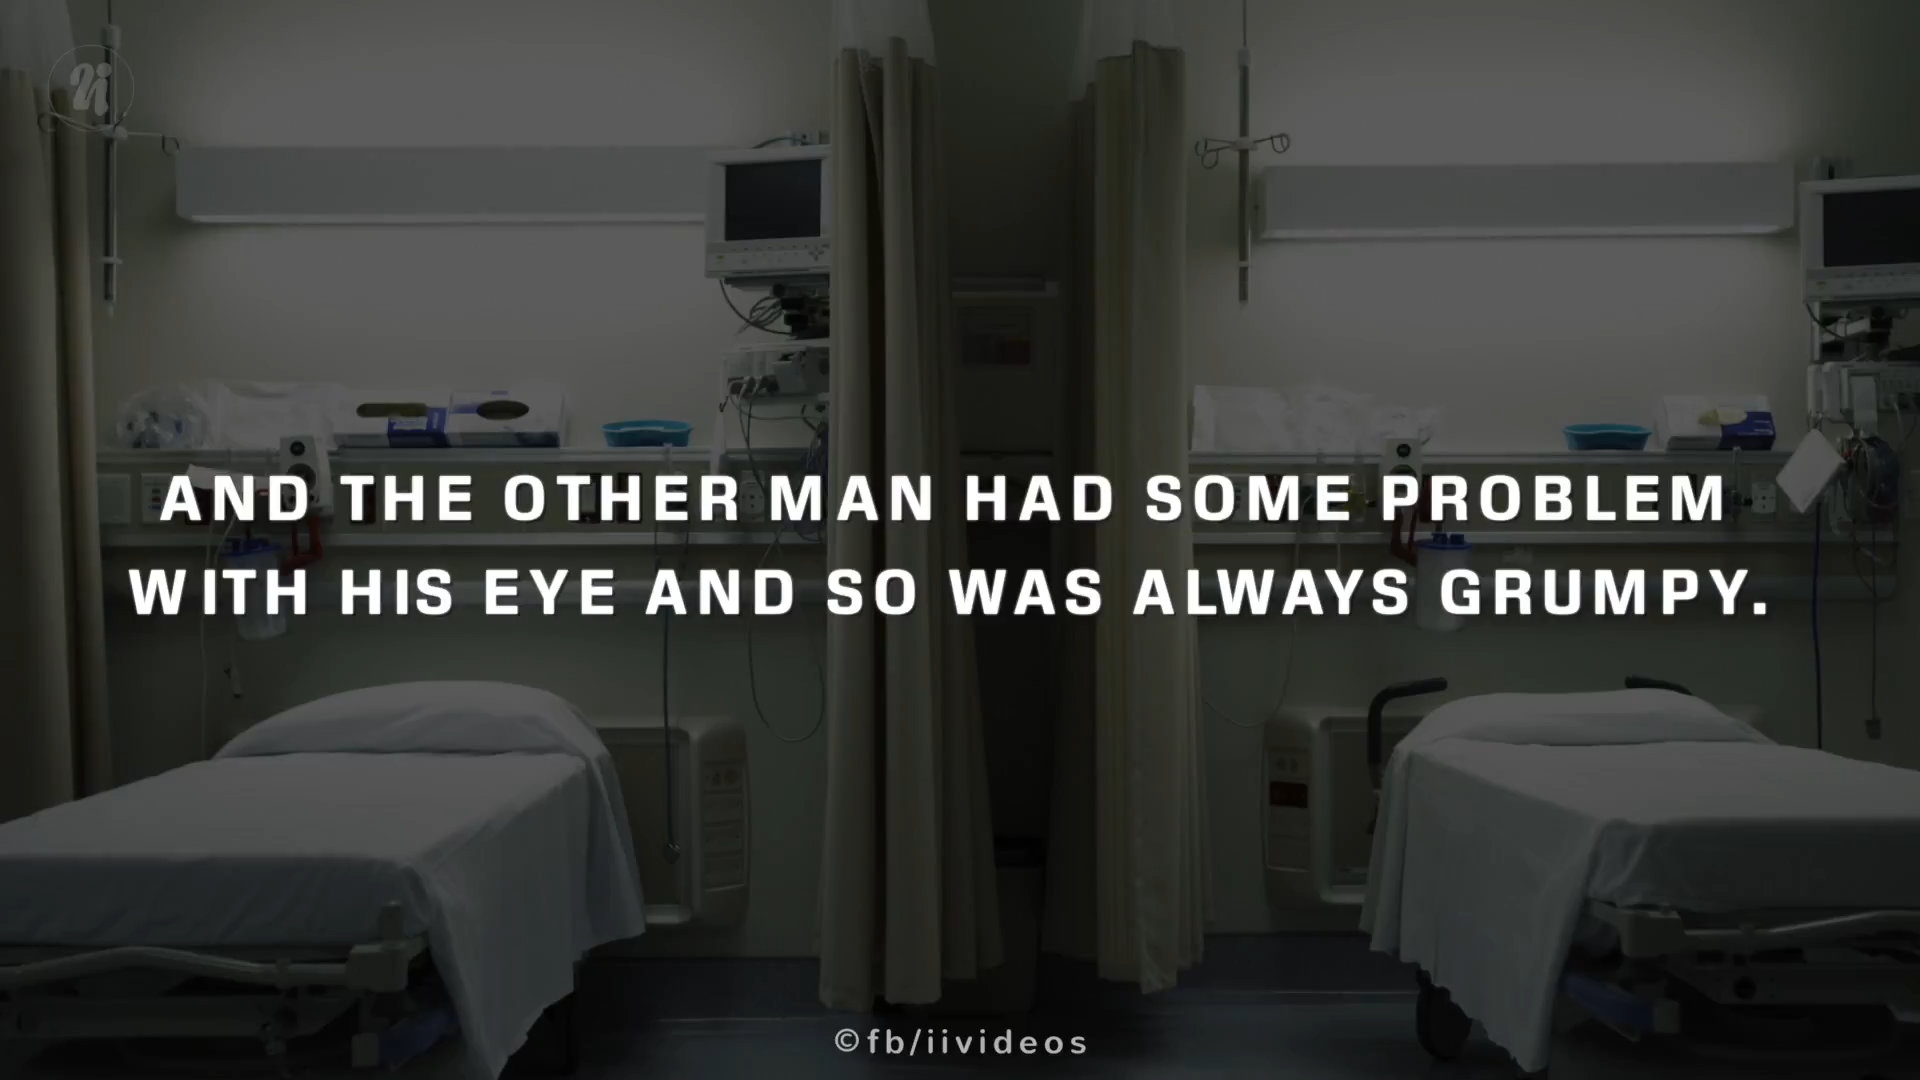 AND THE OTHER MAN HAD SOME PROBLEM
WITH HIS EYE AND SO WAS ALWAYS GRUMPY.
©fb/iivideos